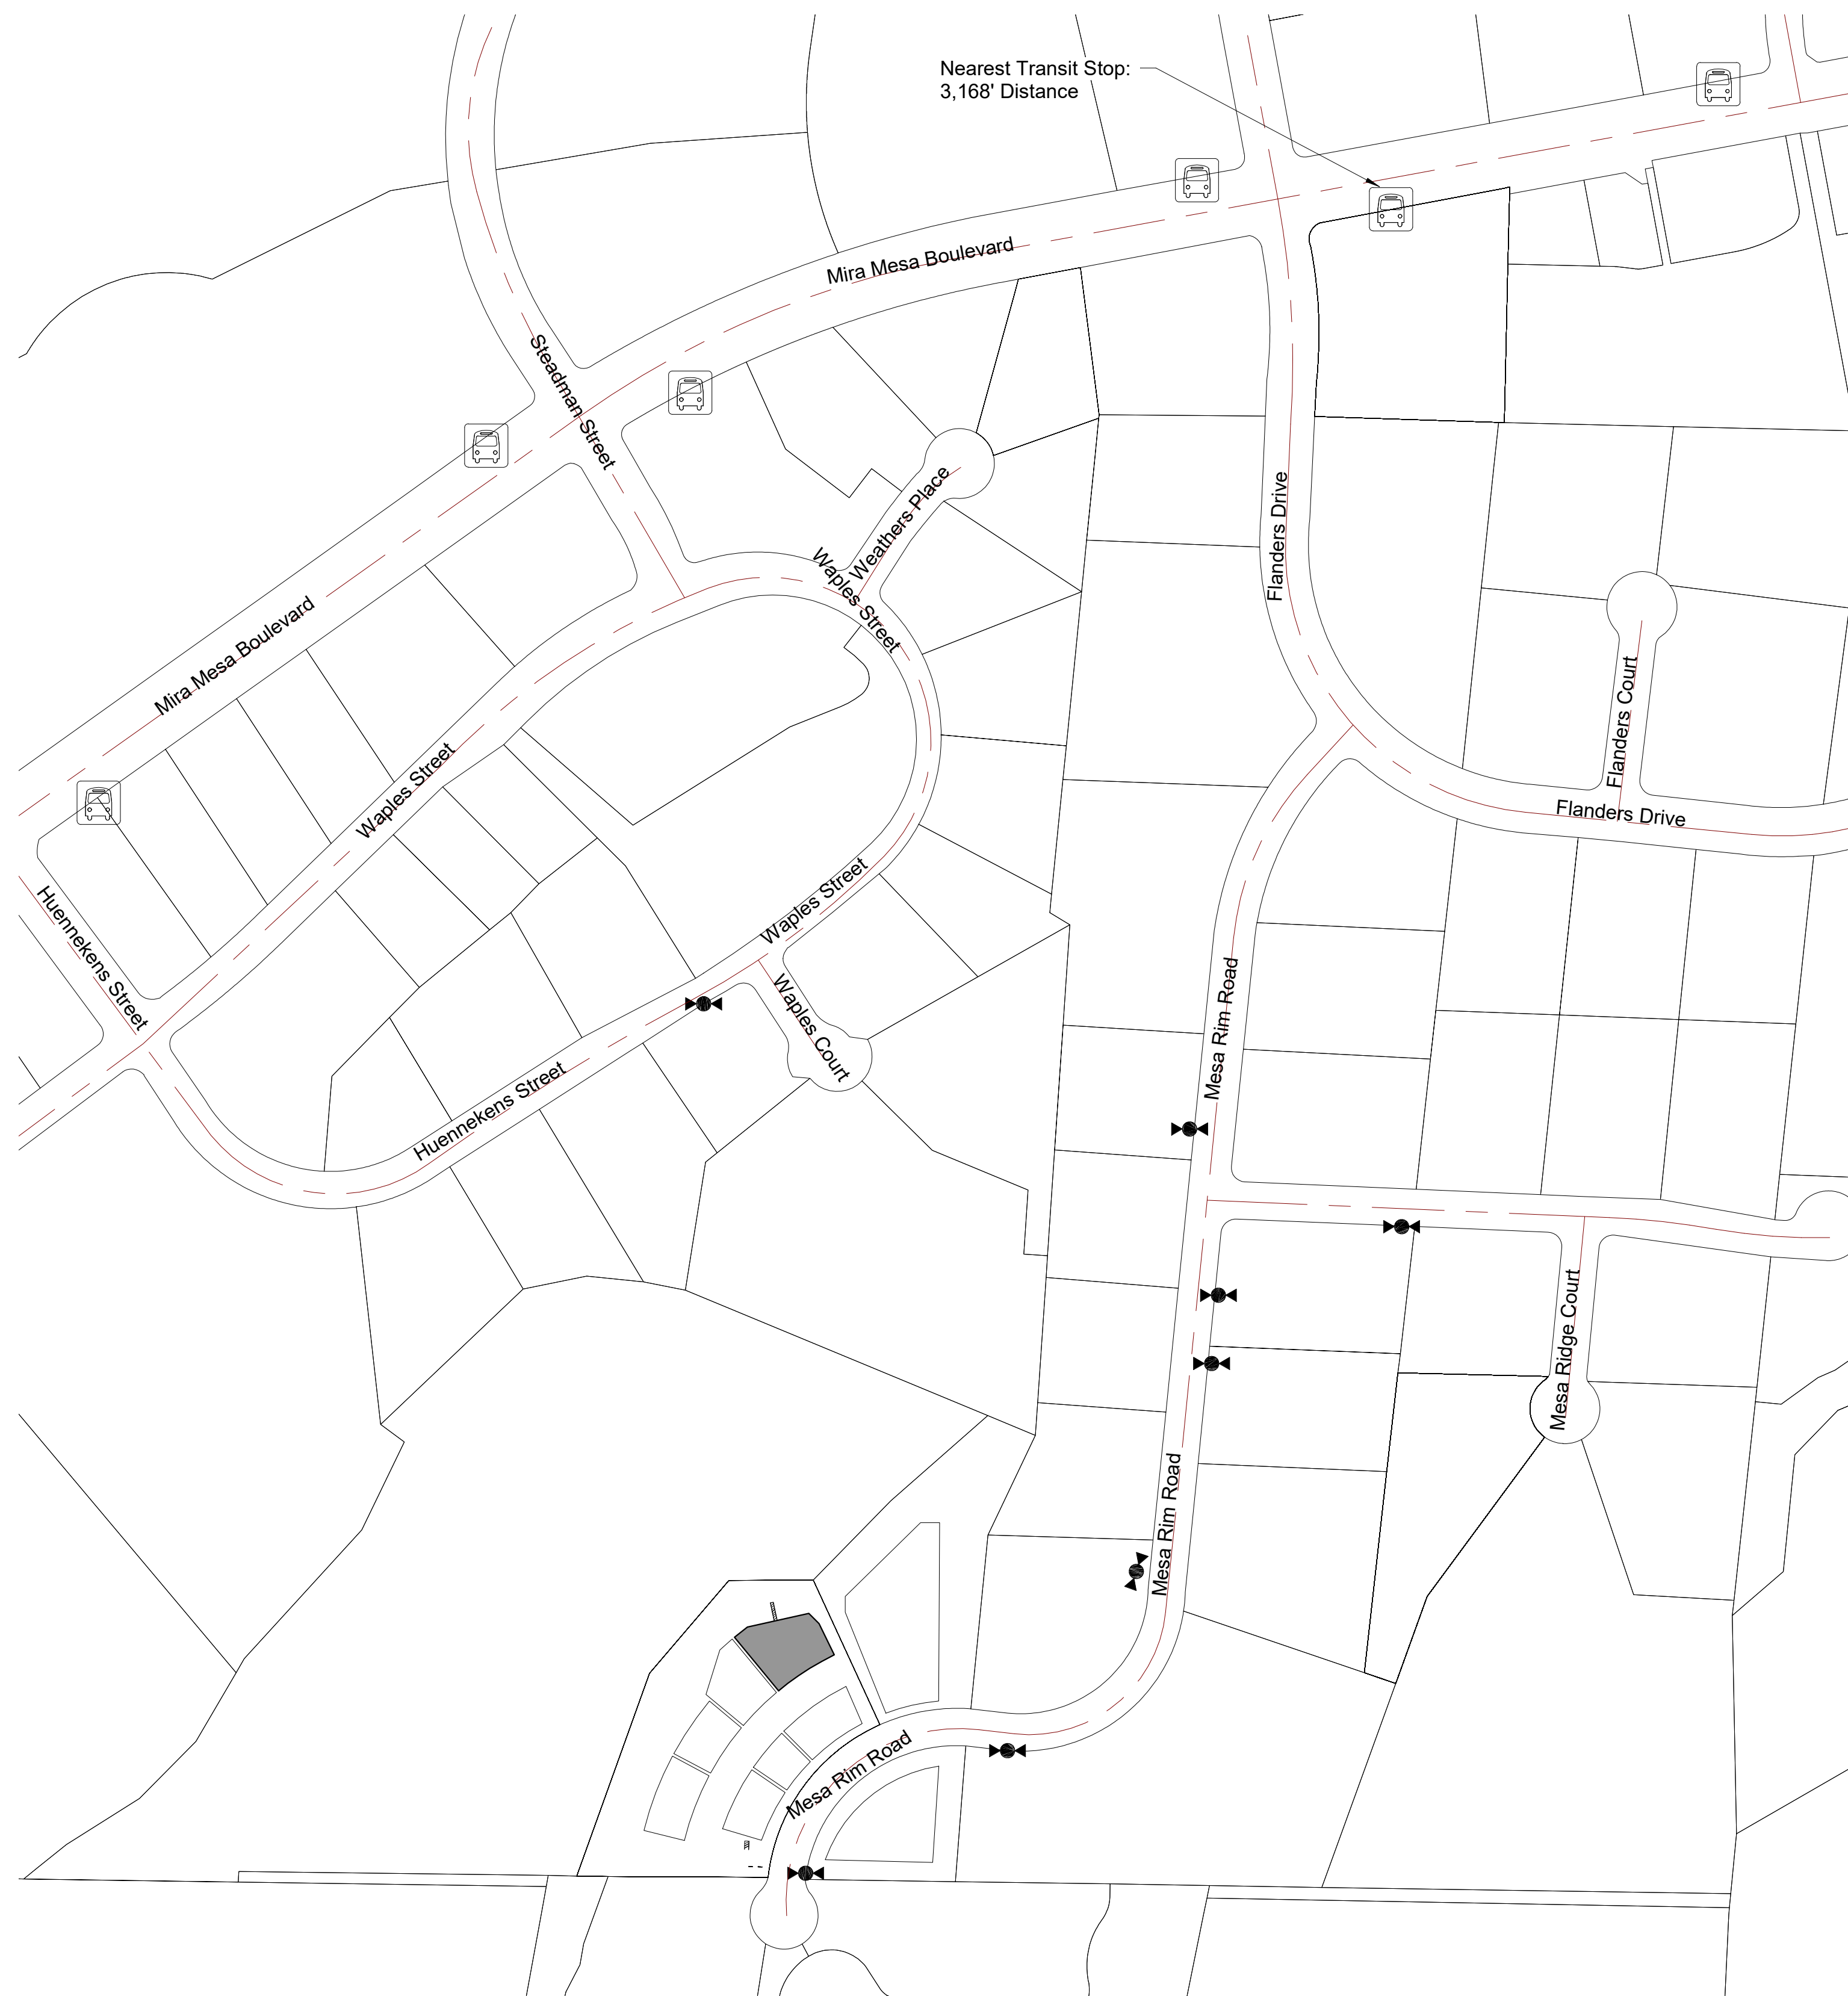 Nearest Transit Stop:
3,168' Distance
Mira Mesa Boulevard
Steadman Street
Weathers Place
Waples Street
Flanders Drive
Mira Mesa Boulevard
Flanders Court
Waples Street
Flanders Drive
Waples Street
Huennekens Street
Waples Court
Mesa Rim Road
Huennekens Street
Mesa Ridge Court
Mesa Rim Road
Mesa Rim Road